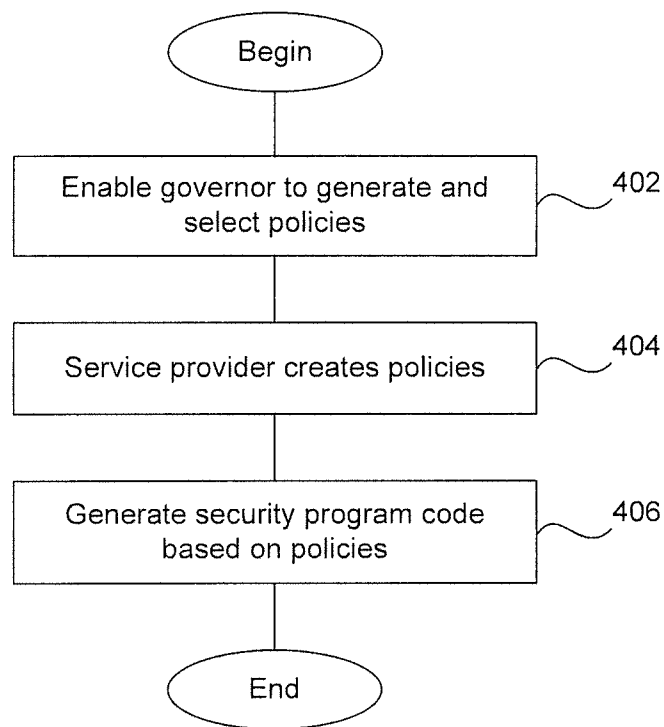 Begin
Enable governor to generate and
select policies
402
Service provider creates policies
404
Generate security program code
based on policies
406
End